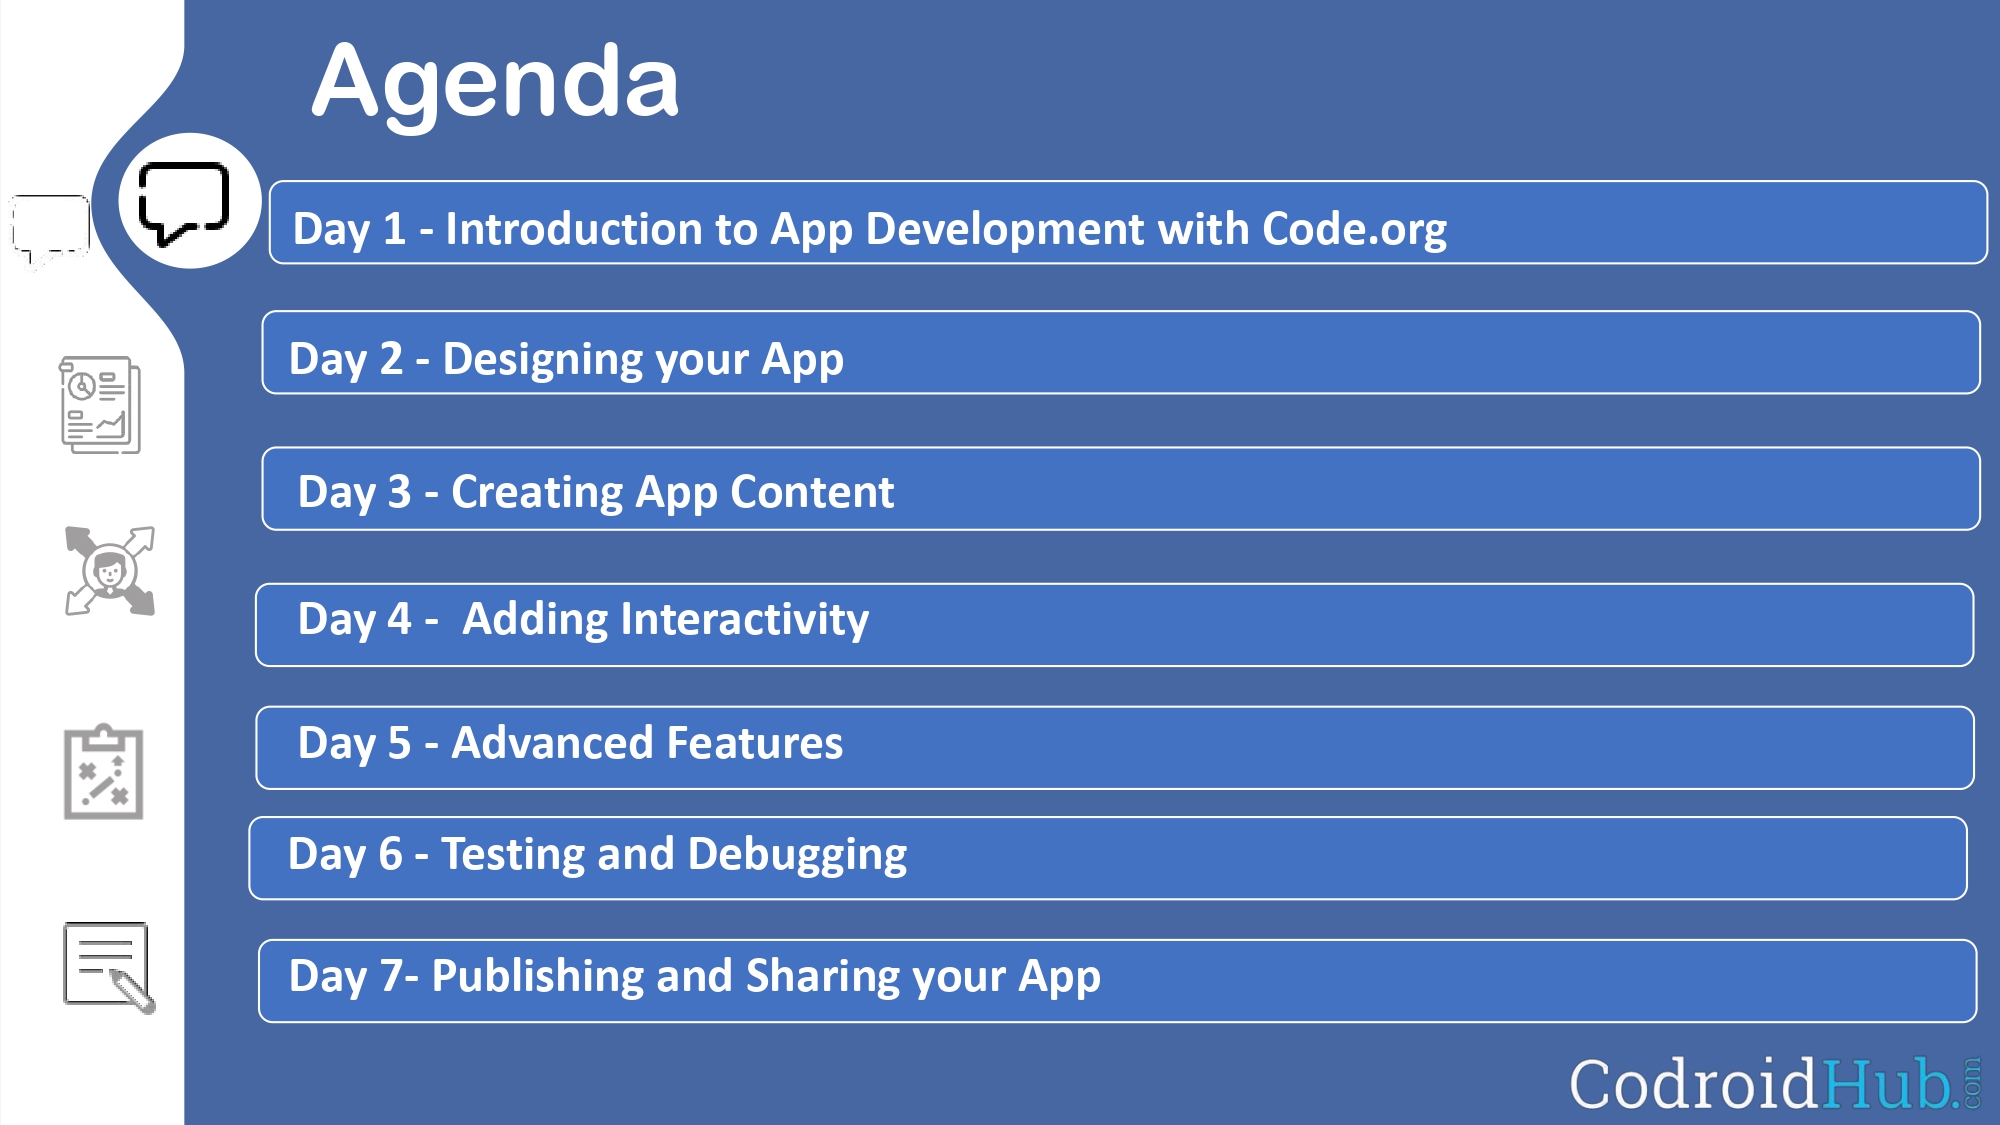 Agenda
Day 1 - Introduction to App Development with Code.org
Day 2 - Designing your App
Day 3 - Creating App Content
Day 4 -  Adding Interactivity
Day 5 - Advanced Features
Day 6 - Testing and Debugging
Day 7- Publishing and Sharing your App
CodroidHub.com